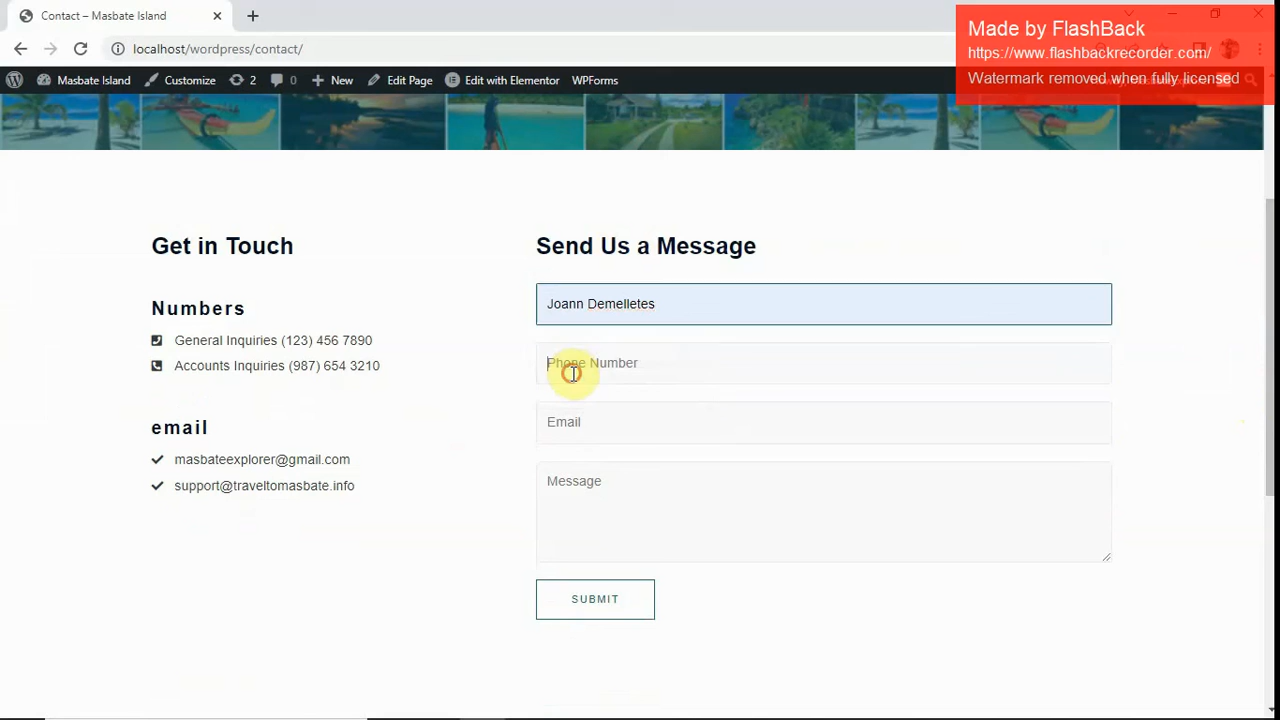 Contact – Masbate Island
Made by FlashBack
https://www.flashbackrecorder.com/
Watermark removed when fully licensed
localhost/wordpress/contact/
Masbate Island
Customize
2
0
New
Edit Page
Edit with Elementor
WPForms
Get in Touch
Numbers
General Inquiries (123) 456 7890
Accounts Inquiries (987) 654 3210
email
masbateexplorer@gmail.com
support@traveltomasbate.info
Send Us a Message
Joann Demelletes
Phone Number
Email
Message
SUBMIT